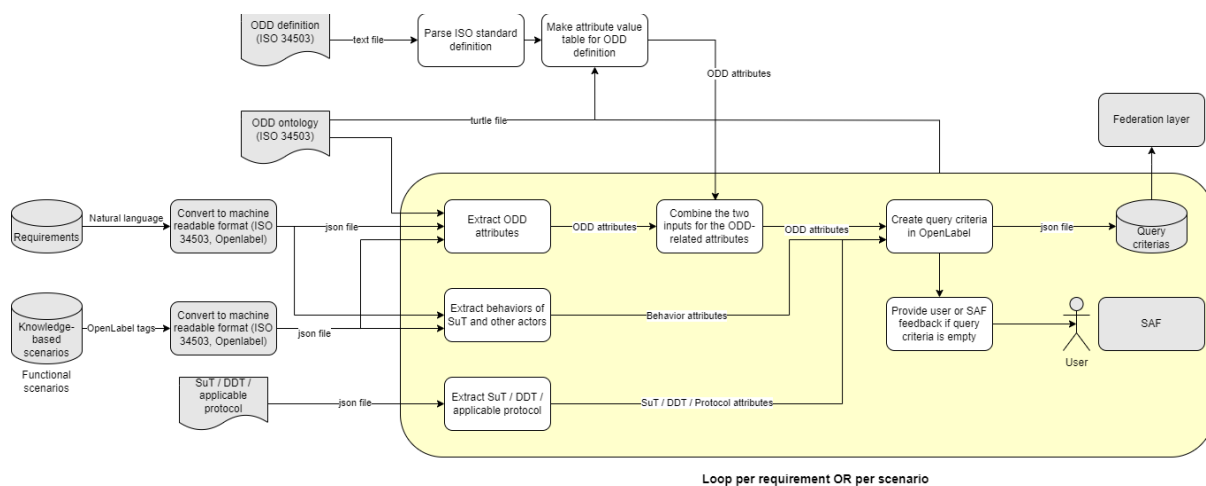 ODD definition
(ISO 34503)
text file
Parse ISO standard
definition
Make attribute value
table for ODD
definition
ODD attributes
ODD ontology
(ISO 34503)
turtle file
Federation layer
Requirements
Natural language
Convert to machine
readable format (ISO
34503, Openlabel)
json file
Extract ODD
attributes
ODD attributes
Combine the two
inputs for the ODD-
related attributes
ODD attributes
Create query criteria
in OpenLabel
json file
Query
criterias
Knowledge-
based scenarios
Functional
scenarios
OpenLabel tags
Convert to machine
readable format (ISO
34503, Openlabel)
json file
Extract behaviors of
SuT and other actors
Behavior attributes
Provide user or SAF
feedback if query
criteria is empty
User
SAF
SuT / DDT /
applicable
protocol
json file
Extract SuT / DDT /
applicable protocol
SuT / DDT / Protocol attributes
Loop per requirement OR per scenario